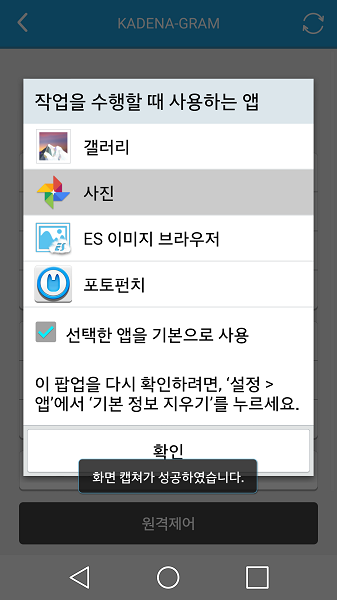 KADENA-GRAM
작업을 수행할 때 사용하는 앱
갤러리
사진
ES
ES 이미지 브라우저
포토펀치
선택한 앱을 기본으로 사용
이 팝업을 다시 확인하려면, ‘설정 >
앱’에서 ‘기본 정보 지우기’를 누르세요.
확인
화면 캡쳐가 성공하였습니다.
원격제어